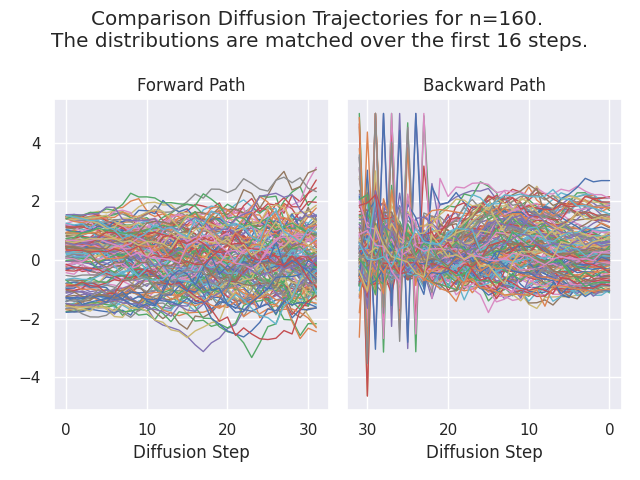 Comparison Diffusion Trajectories for n=160.
The distributions are matched over the first 16 steps.
Forward Path
Backward Path
4
2
0
−2
−4
0
10
20
30
30
20
10
0
Diffusion Step
Diffusion Step